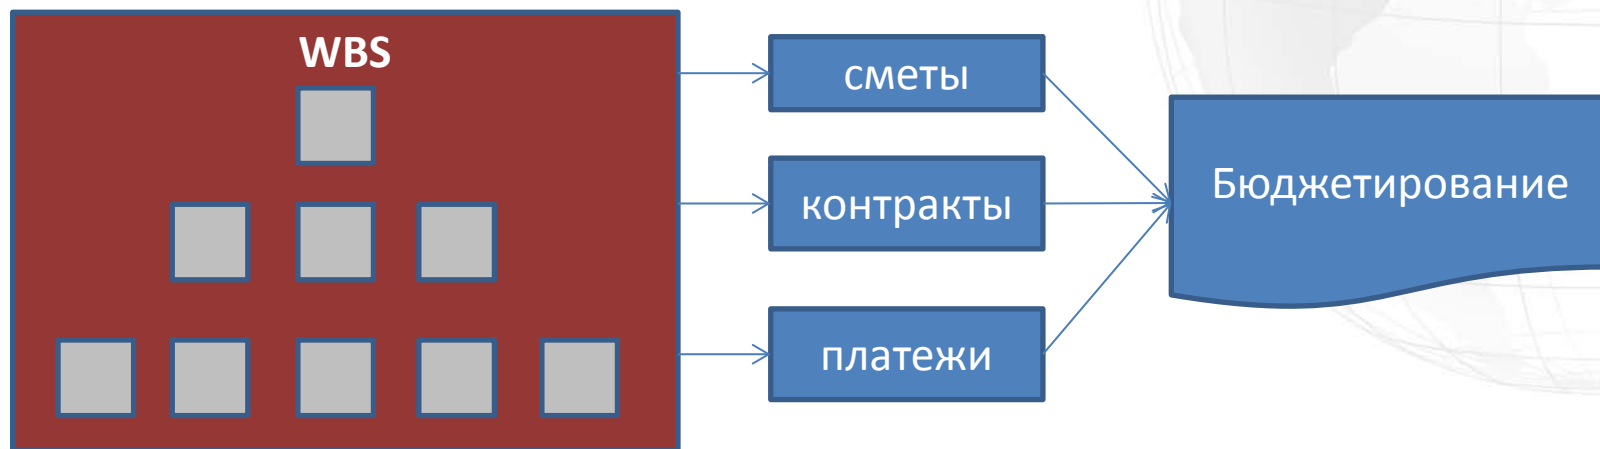 WBS
сметы
контракты
платежи
Бюджетирование